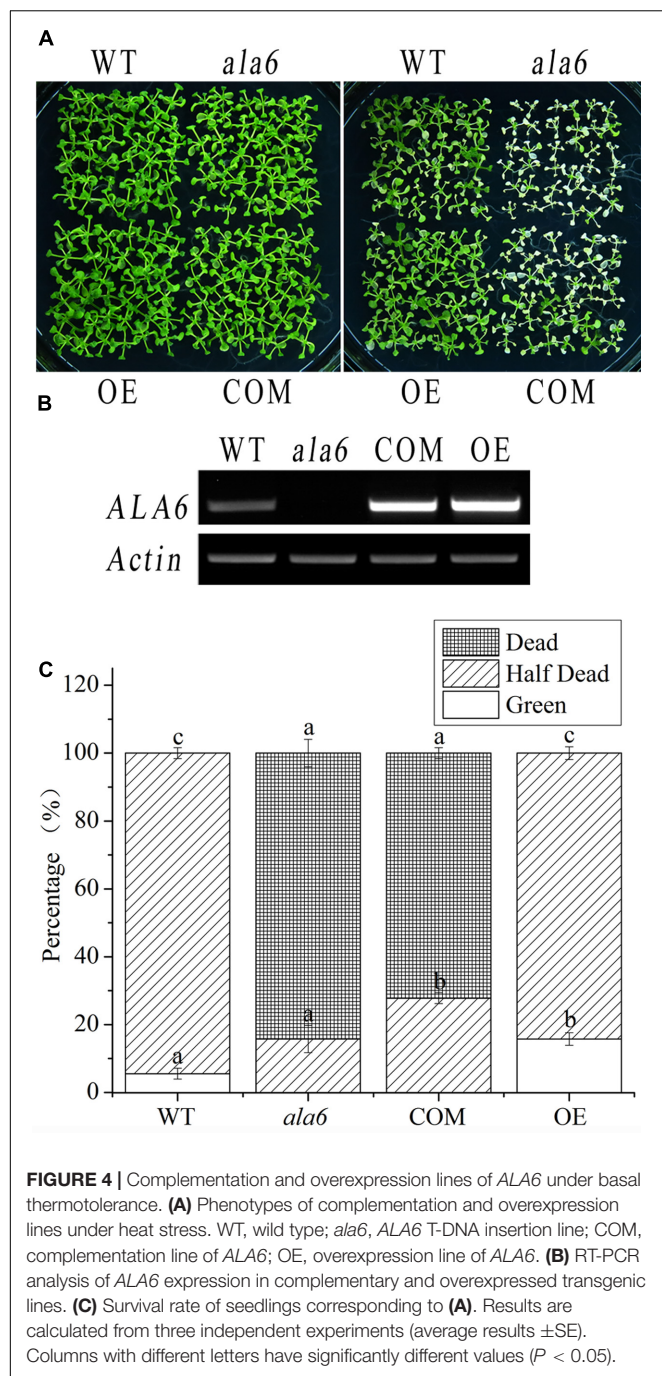 A
WT ala6 WT ala6
OE COM OE COM
B
WT ala6 COM OE
ALA6
Actin
C
Dead
Half Dead
Green
120
100
80
60
40
20
0
Percentage (%)
c a a c
a a b b
WT ala6 COM OE
FIGURE 4 | Complementation and overexpression lines of ALA6 under basal
thermotolerance. (A) Phenotypes of complementation and overexpression
lines under heat stress. WT, wild type; ala6, ALA6 T-DNA insertion line; COM,
complementation line of ALA6; OE, overexpression line of ALA6. (B) RT-PCR
analysis of ALA6 expression in complementary and overexpressed transgenic
lines. (C) Survival rate of seedlings corresponding to (A). Results are
calculated from three independent experiments (average results ±SE).
Columns with different letters have significantly different values (P < 0.05).